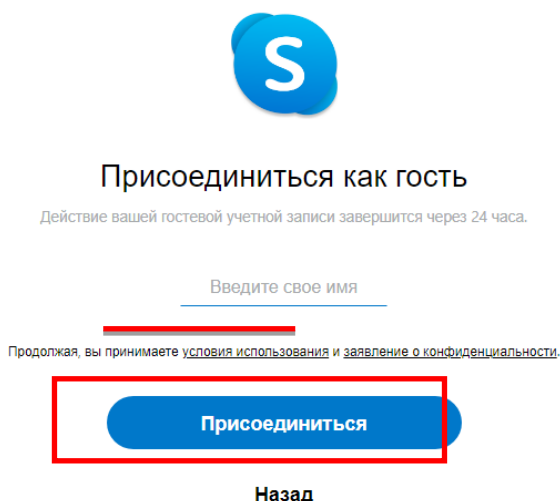 S
Присоединиться как гость
Действие вашей гостевой учетной записи завершится через 24 часа.
Введите свое имя
Продолжая, вы принимаете условия использования и заявление о конфиденциальности.
Присоединиться
Назад